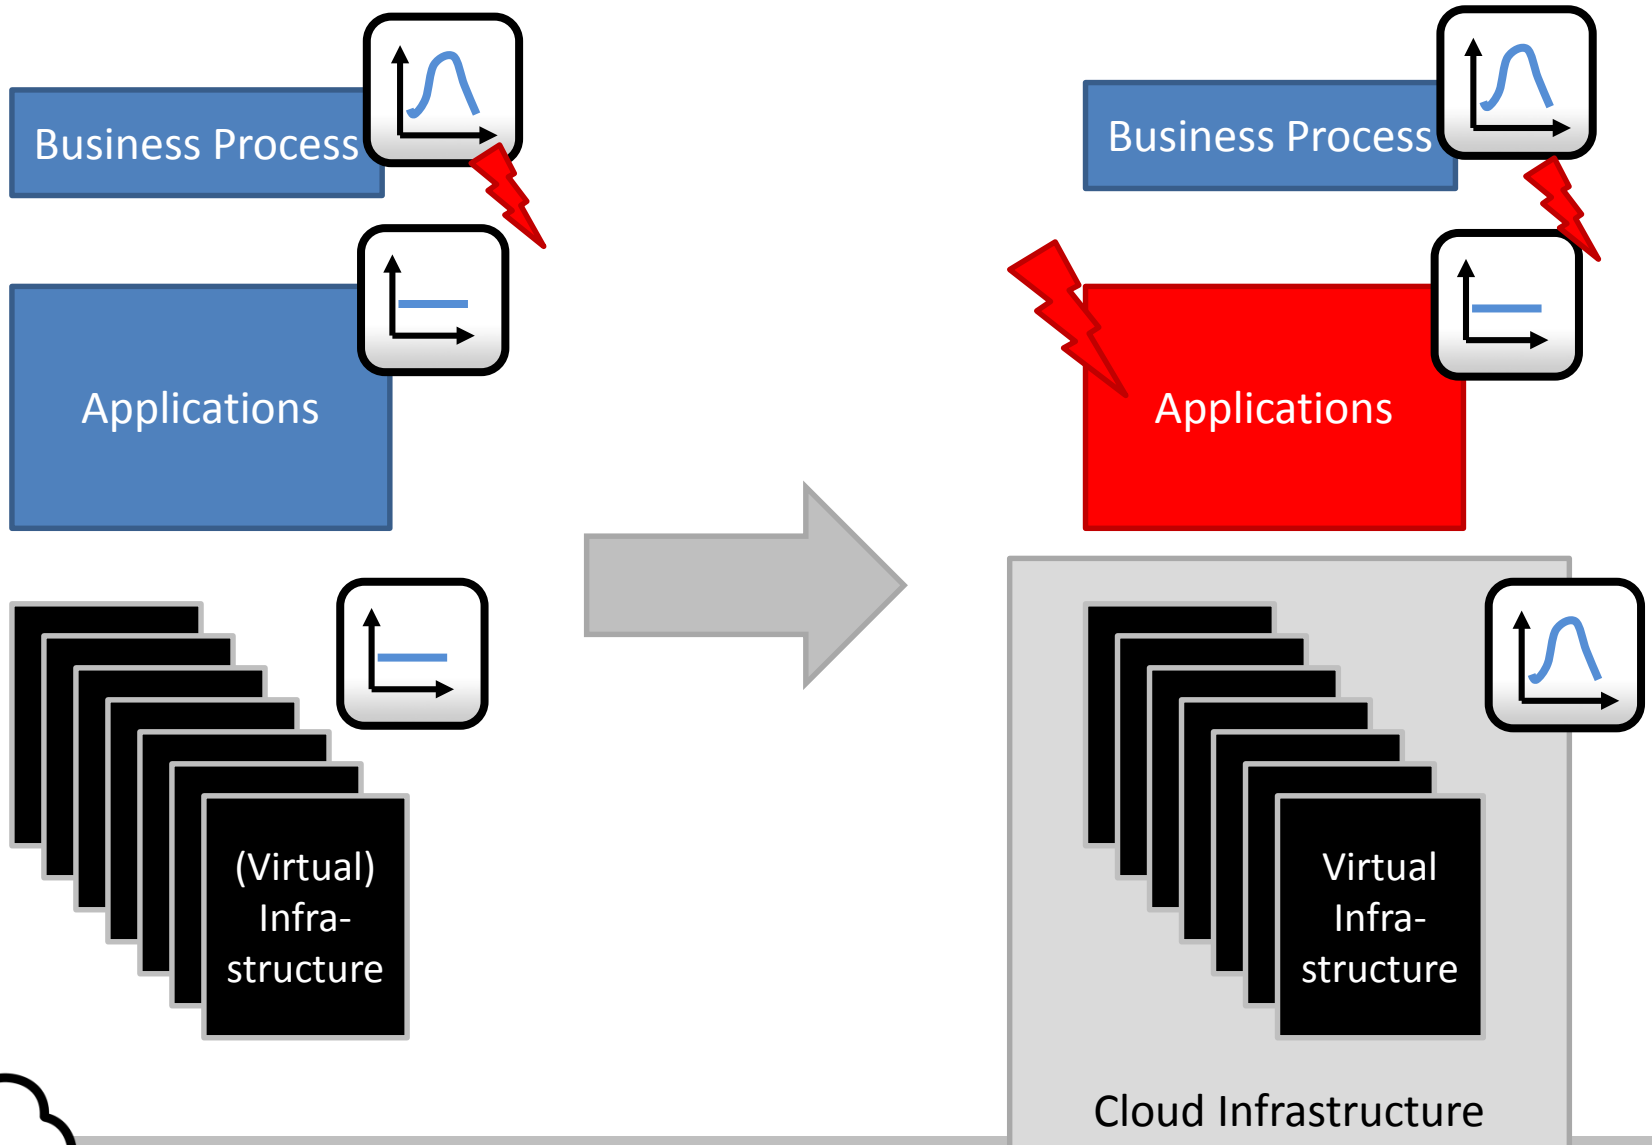 Business Process
Applications
(Virtual)
Infra-
structure
Business Process
Applications
Virtual
Infra-
structure
Cloud Infrastructure